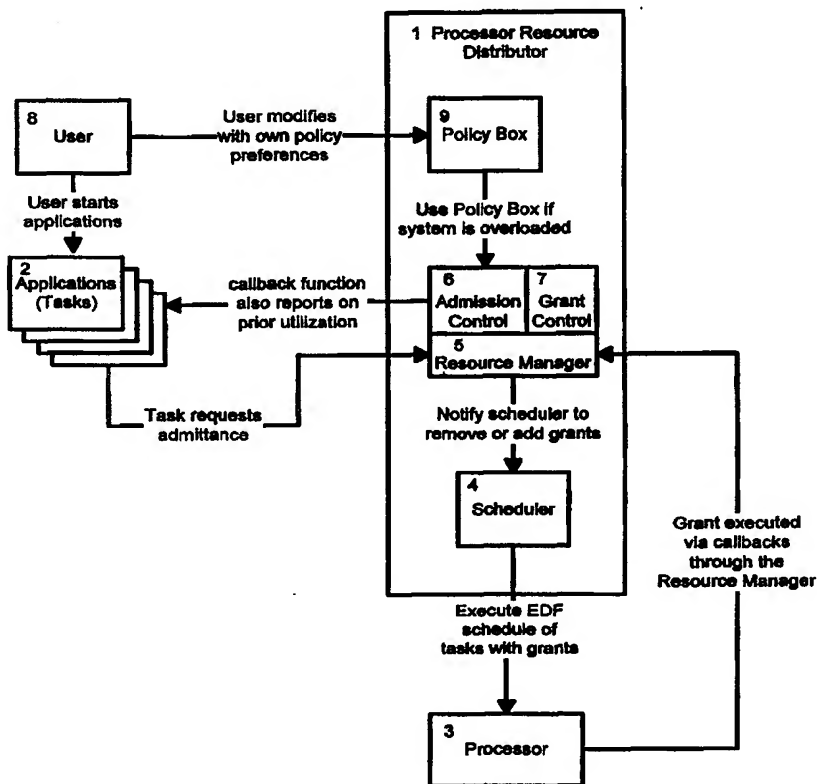 1 Processor Resource
Distributor
8
User
User modifies
with own policy
preferences
9
Policy Box
User starts
applications
Use Policy Box if
system is overloaded
2
Applications
(Tasks)
callback function
also reports on
prior utilization
6
Admission
Control
7
Grant
Control
5
Resource Manager
Task requests
admittance
Notify scheduler to
remove or add grants
4
Scheduler
Grant executed
via callbacks
through the
Resource Manager
Execute EDF
schedule of
tasks with grants
3
Processor